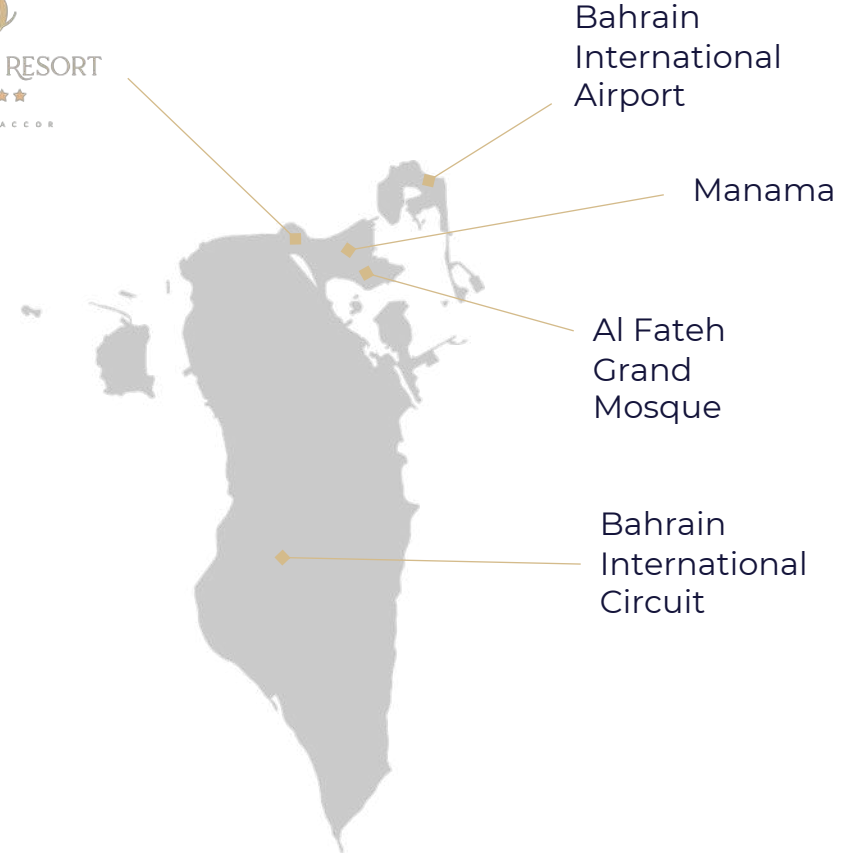 RESORT
ACCOR
Bahrain
International
Airport
Manama
Al Fateh
Grand
Mosque
Bahrain
International
Circuit